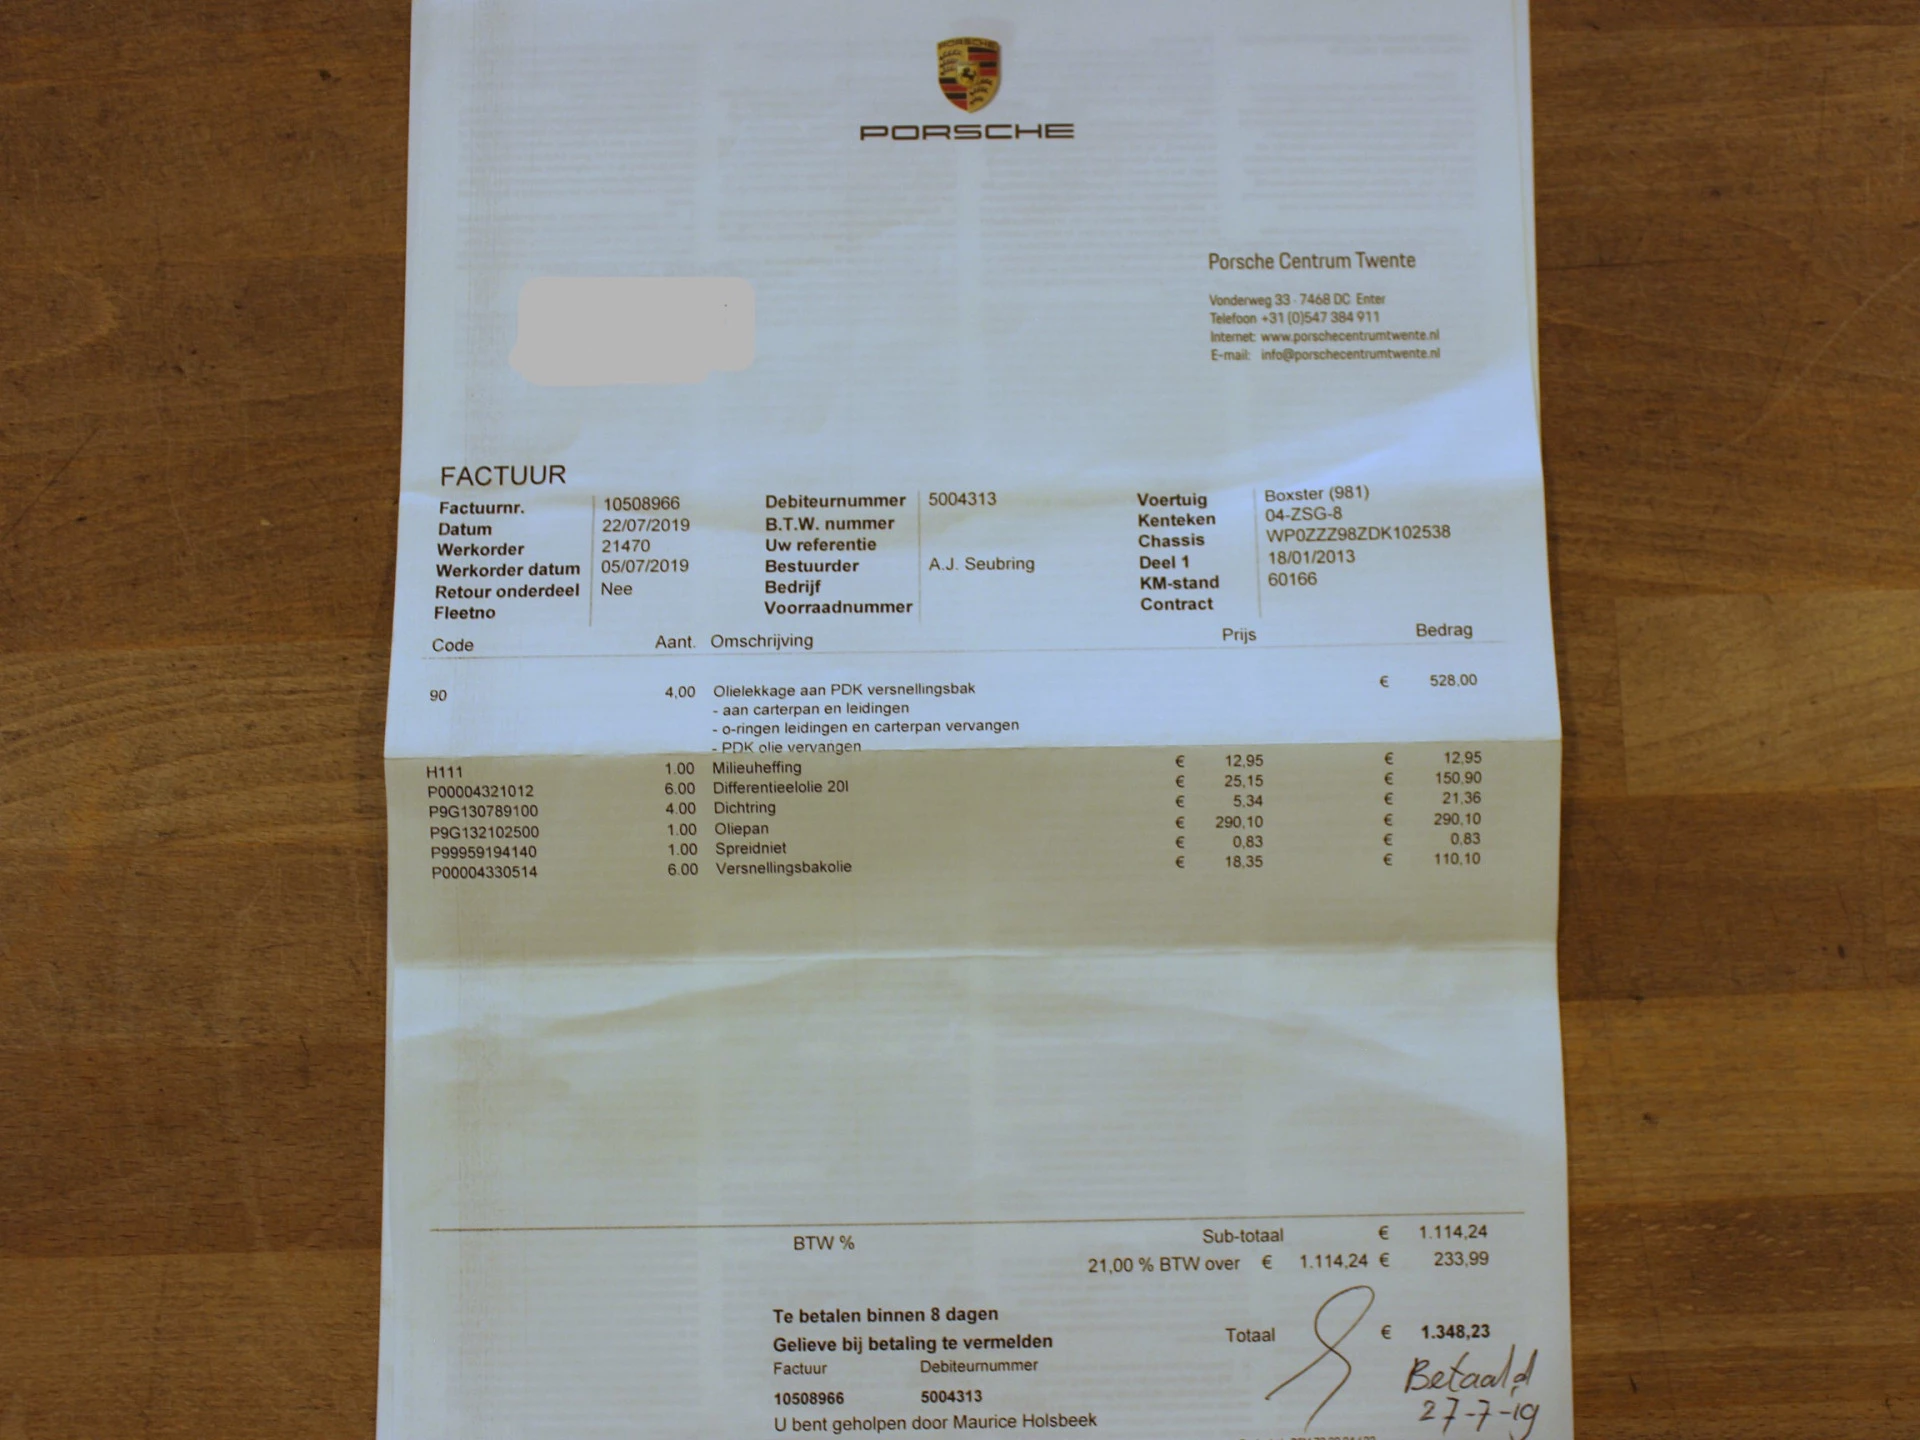 PORSCHE
PORSCHE
Porsche Centrum Twente
Vonderweg 33 - 7468 DC Enter
Telefoon +31 (0)547 384 911
Internet: www.porschecentrumtwente.nl
E-mail: info@porschecentrumtwente.nl
FACTUUR
Factuurnr. 10508966 Debiteurnummer 5004313 Voertuig Boxster (981)
Datum 22/07/2019 B.T.W. nummer Kenteken 04-ZSG-8
Werkorder 21470 Uw referentie Chassis WP0ZZZ98ZDK102538
Werkorder datum 05/07/2019 Bestuurder A.J. Seubring Deel 1 18/01/2013
Retour onderdeel Nee Bedrijf KM-stand 60166
Fleetno Voorraadnummer Contract
Code Aant. Omschrijving Prijs Bedrag
90 4,00 Olielekkage aan PDK versnellingsbak € 528,00
- aan carterpan en leidingen
- o-ringen leidingen en carterpan vervangen
- PDK olie vervangen
H111 1.00 Milieuheffing € 12,95 € 12,95
P00004321012 6.00 Differentieelolie 20l € 25,15 € 150,90
P9G130789100 4.00 Dichtring € 5,34 € 21,36
P9G132102500 1.00 Oliepan € 290,10 € 290,10
P99959194140 1.00 Spreidniet € 0,83 € 0,83
P00004330514 6.00 Versnellingsbakolie € 18,35 € 110,10
BTW % Sub-totaal € 1.114,24
21,00 % BTW over € 1.114,24 € 233,99
Te betalen binnen 8 dagen
Gelieve bij betaling te vermelden Totaal € 1.348,23
Factuur Debiteurnummer
10508966 5004313
U bent geholpen door Maurice Holsbeek
Betaald
27-7-19